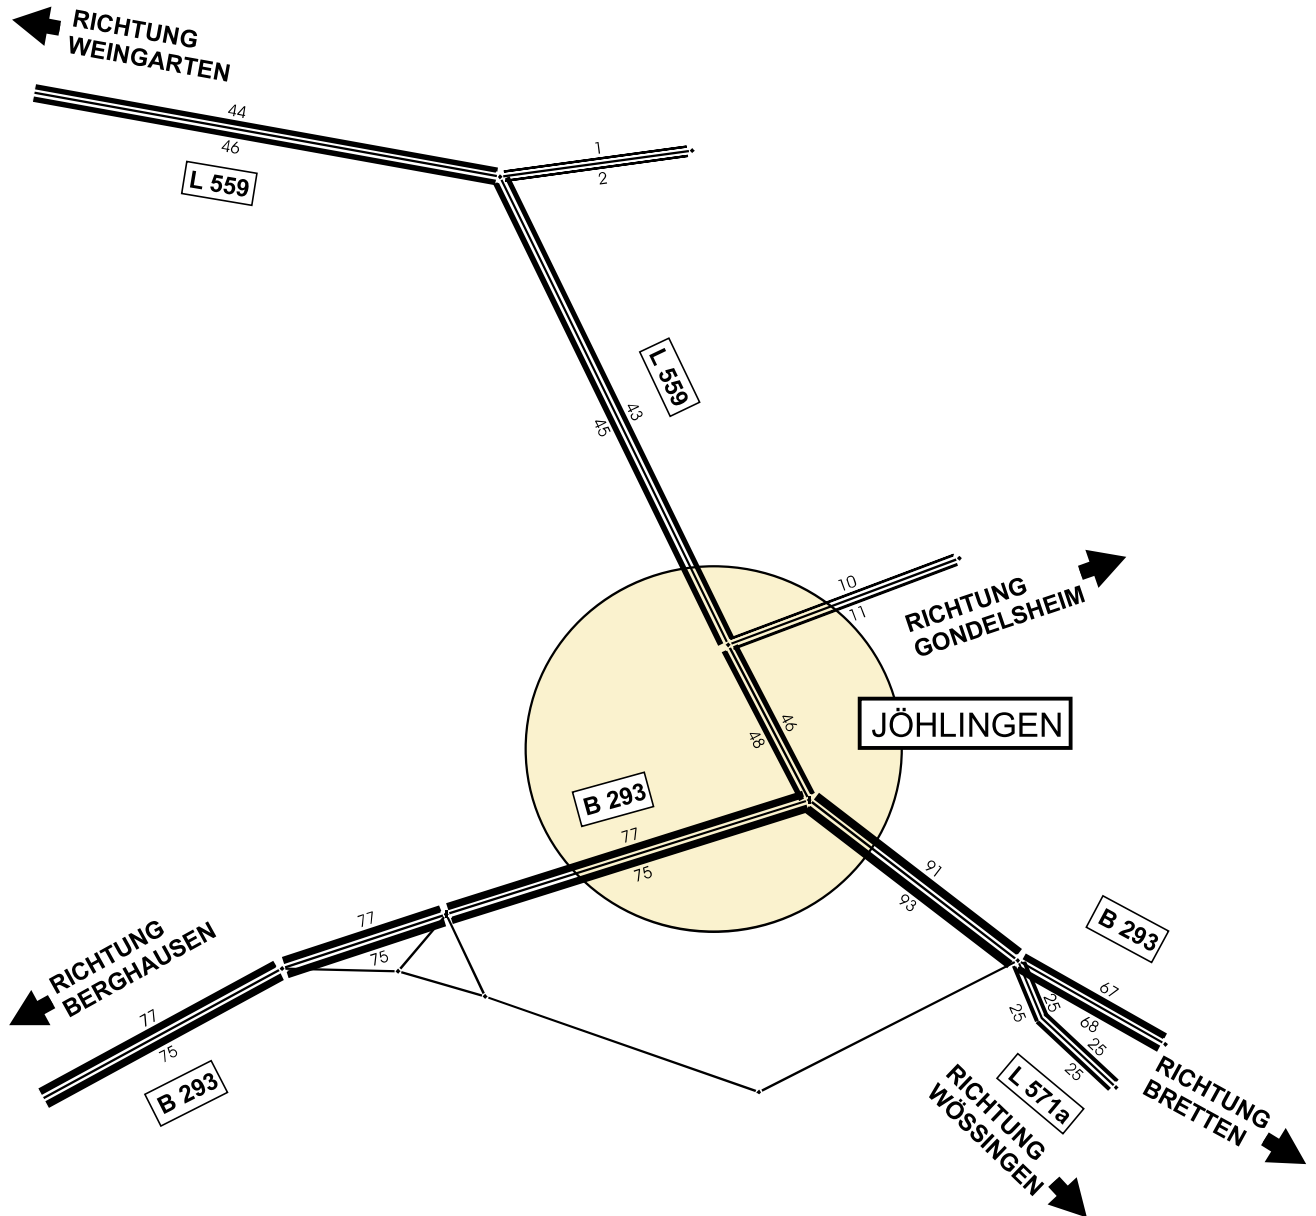 RICHTUNG
WEINGARTEN
44
46
L 559
1
2
L 559
43
45
10
11
RICHTUNG
GONDELSHEIM
JÖHLINGEN
46
48
B 293
77
75
91
93
B 293
77
75
RICHTUNG
BERGHAUSEN
77
75
B 293
67
68
25
25
25
25
L 571a
RICHTUNG
BRETTEN
RICHTUNG
WÖSSINGEN